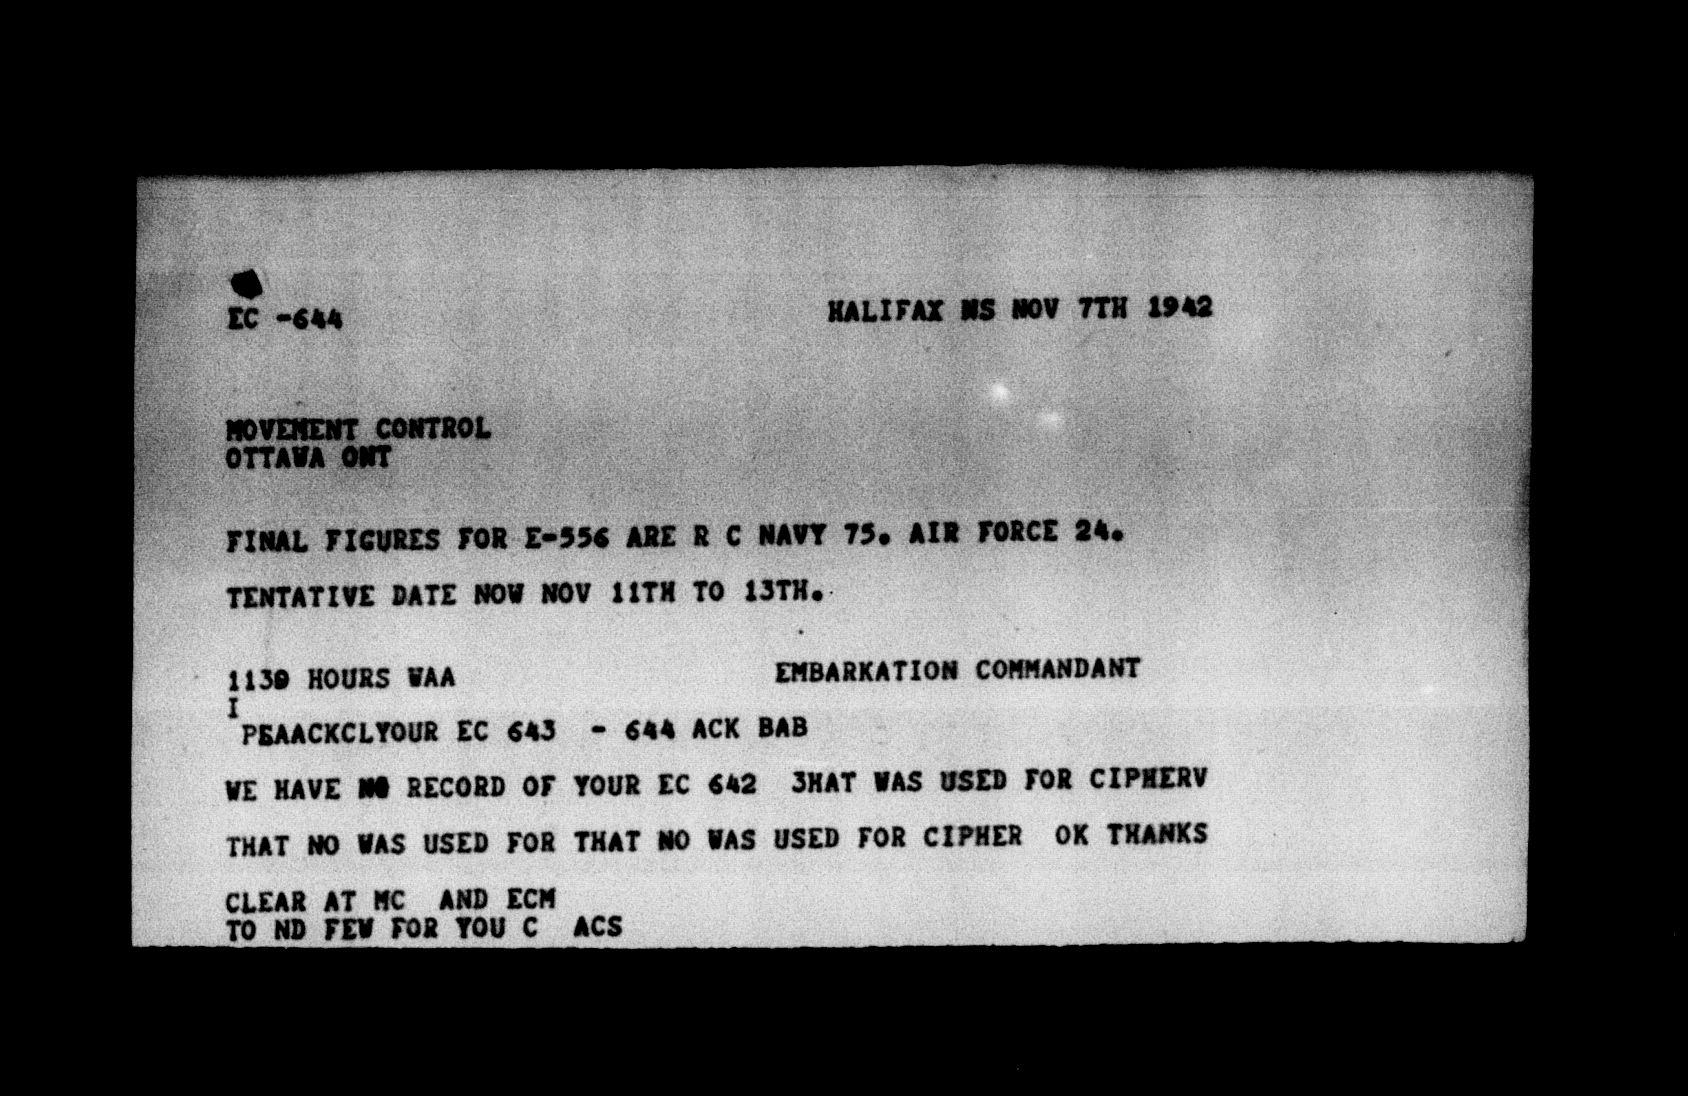 EC -644 HALIFAX NS NOV 7TH 1942
MOVEMENT CONTROL
OTTAWA ONT
FINAL FIGURES FOR E-556 ARE R C NAVY 75. AIR FORCE 24.
TENTATIVE DATE NOW NOV 11TH TO 13TH.
1130 HOURS WAA EMBARKATION COMMANDANT
I
PEAACKCLYOUR EC 643 - 644 ACK BAB
WE HAVE NO RECORD OF YOUR EC 642 3HAT WAS USED FOR CIPHERV
THAT NO WAS USED FOR THAT NO WAS USED FOR CIPHER OK THANKS
CLEAR AT MC AND ECM
TO ND FEW FOR YOU C ACS